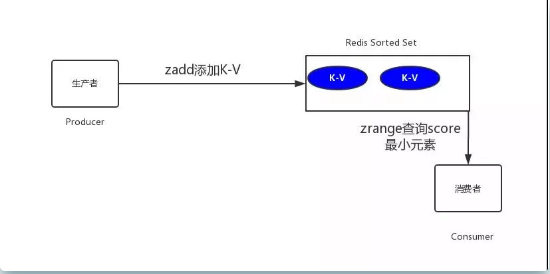 Redis Sorted Set
zadd添加K-V
K-V
K-V
生产者
Producer
zrange查询score
最小元素
消费者
Consumer